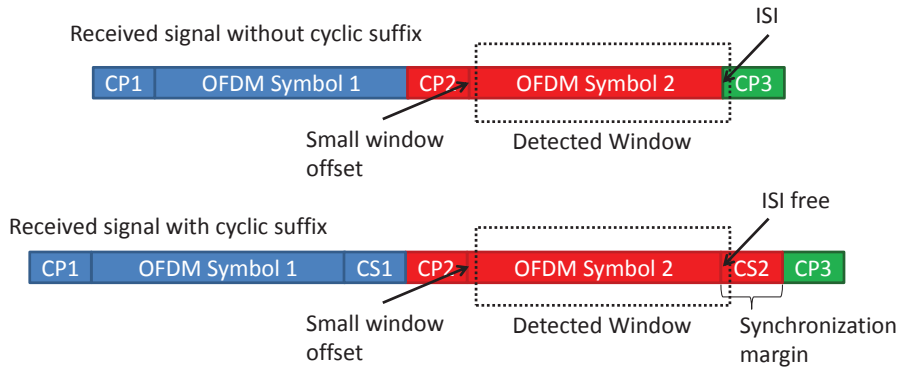 ISI
Received signal without cyclic suffix
CP1 OFDM Symbol 1 CP2 OFDM Symbol 2 CP3
Small window
offset
Detected Window
ISI free
Received signal with cyclic suffix
CP1 OFDM Symbol 1 CS1 CP2 OFDM Symbol 2 CS2 CP3
Small window
offset
Detected Window
Synchronization
margin